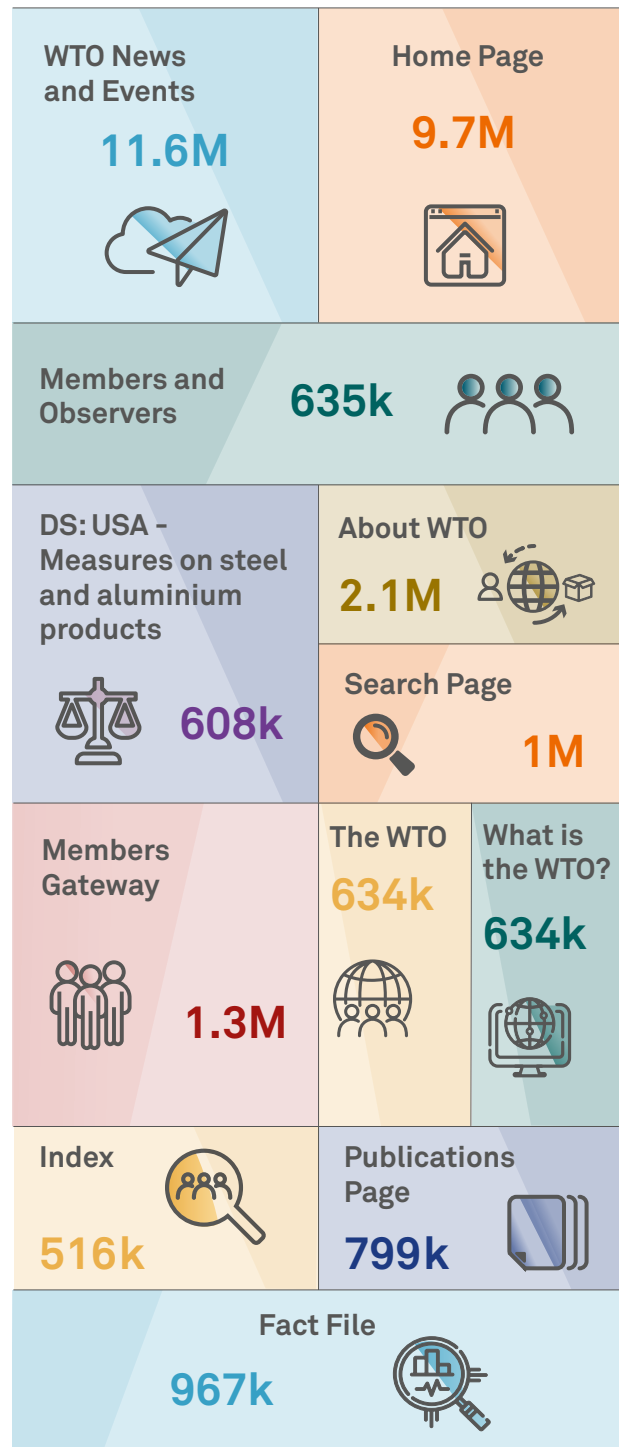 WTO News
and Events
11.6M
Home Page
9.7M
Members and
Observers
635k
DS: USA -
Measures on steel
and aluminium
products
608k
About WTO
2.1M
Search Page
1M
Members
Gateway
1.3M
The WTO
634k
What is
the WTO?
634k
Index
516k
Publications
Page
799k
Fact File
967k